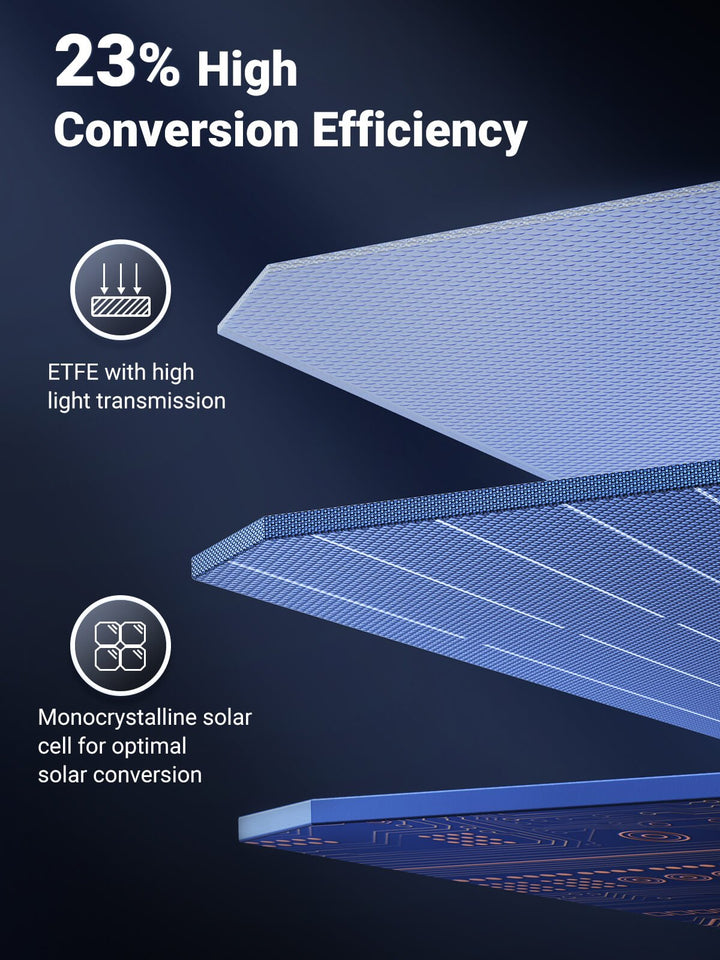 23% High
Conversion Efficiency
ETFE with high
light transmission
Monocrystalline solar
cell for optimal
solar conversion